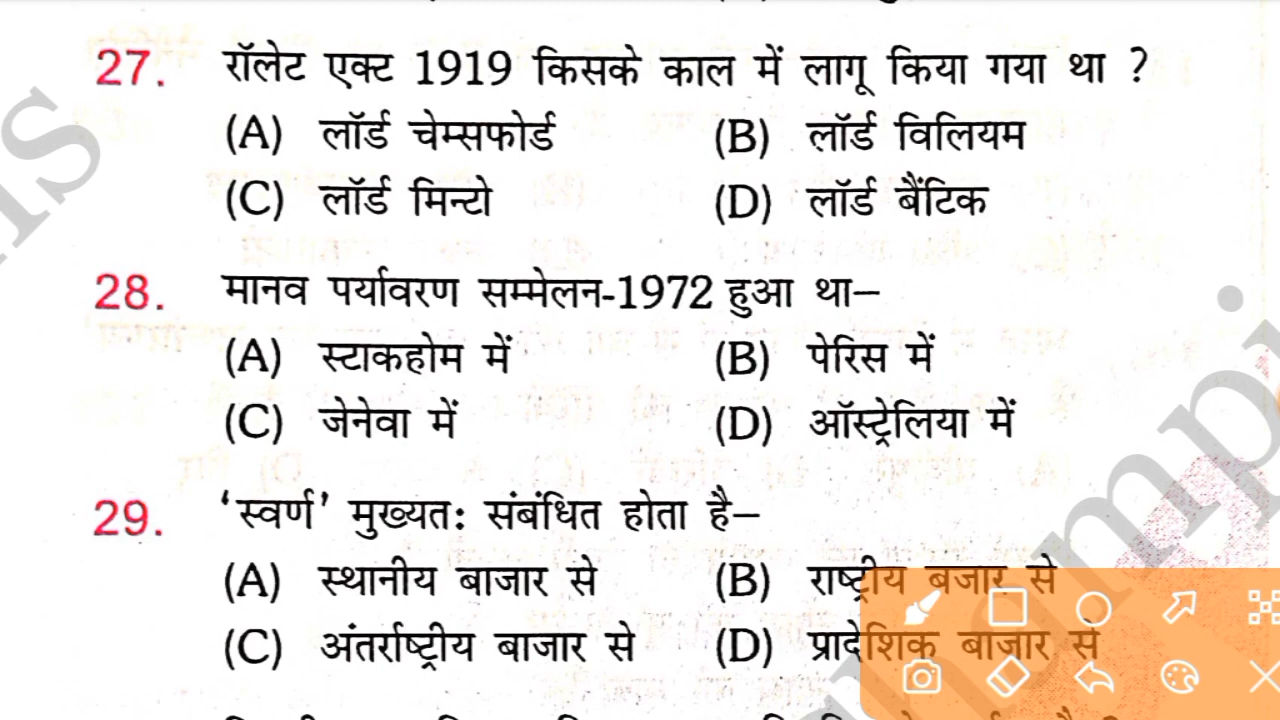 27. रॉलेट एक्ट 1919 किसके काल में लागू किया गया था ?
(A) लॉर्ड चेम्सफोर्ड (B) लॉर्ड विलियम
(C) लॉर्ड मिन्टो (D) लॉर्ड बैंटिक
28. मानव पर्यावरण सम्मेलन-1972 हुआ था–
(A) स्टाकहोम में (B) पेरिस में
(C) जेनेवा में (D) ऑस्ट्रेलिया में
29. ‘स्वर्ण’ मुख्यतः संबंधित होता है–
(A) स्थानीय बाजार से (B) राष्ट्रीय बजार से
(C) अंतर्राष्ट्रीय बाजार से (D) प्रादेशिक बाजार से